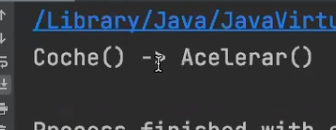 /Library/Java/JavaVirtu
Coche() -> Acelerar()
Process finished with